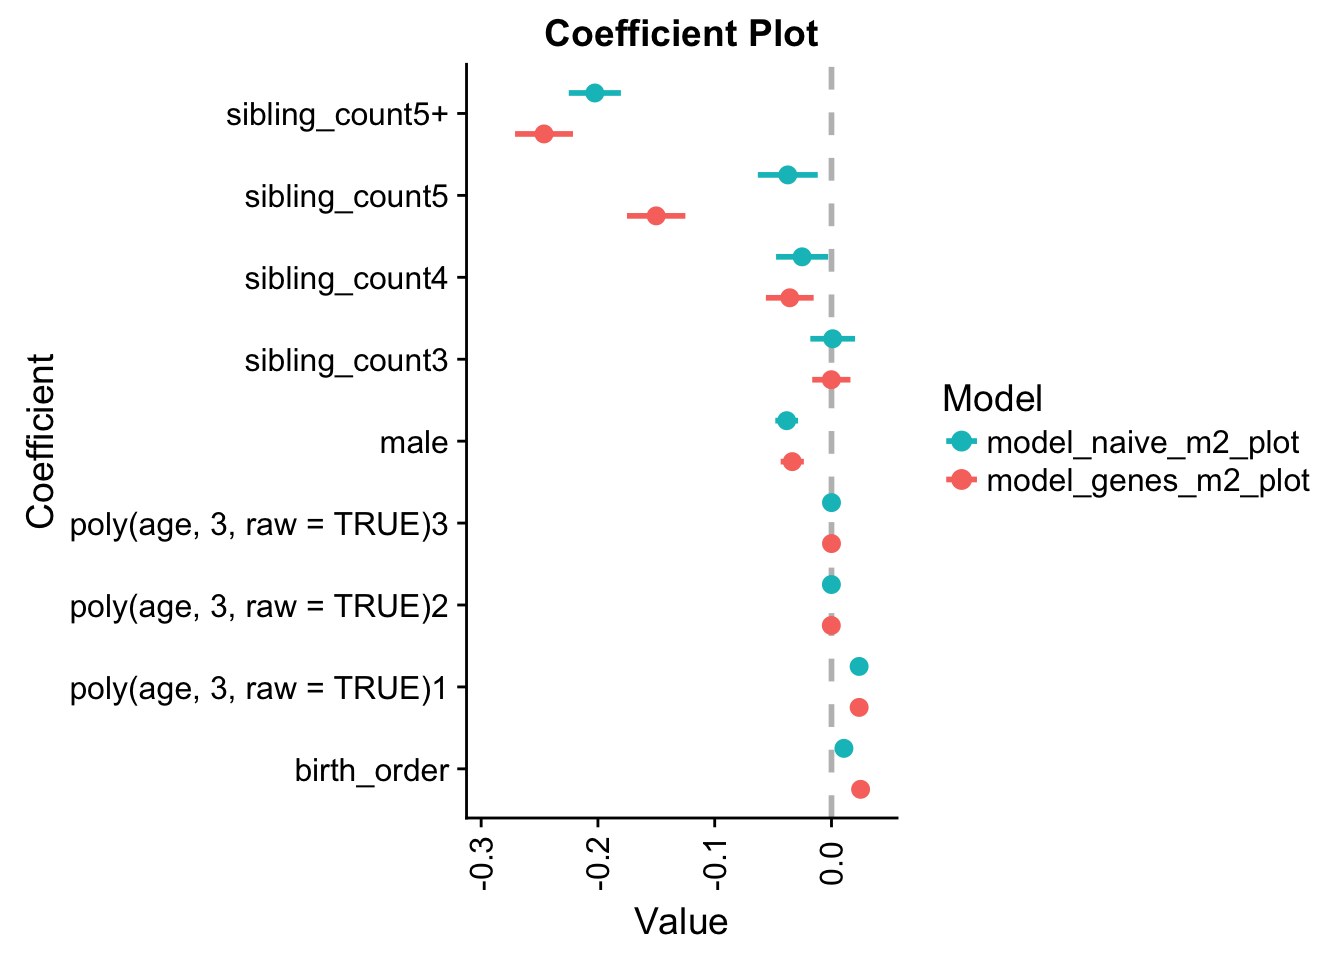 Coefficient Plot
Coefficient
sibling_count5+
sibling_count5
sibling_count4
sibling_count3
male
poly(age, 3, raw = TRUE)3
poly(age, 3, raw = TRUE)2
poly(age, 3, raw = TRUE)1
birth_order
-0.3
-0.2
-0.1
0.0
Value
Model
model_naive_m2_plot
model_genes_m2_plot